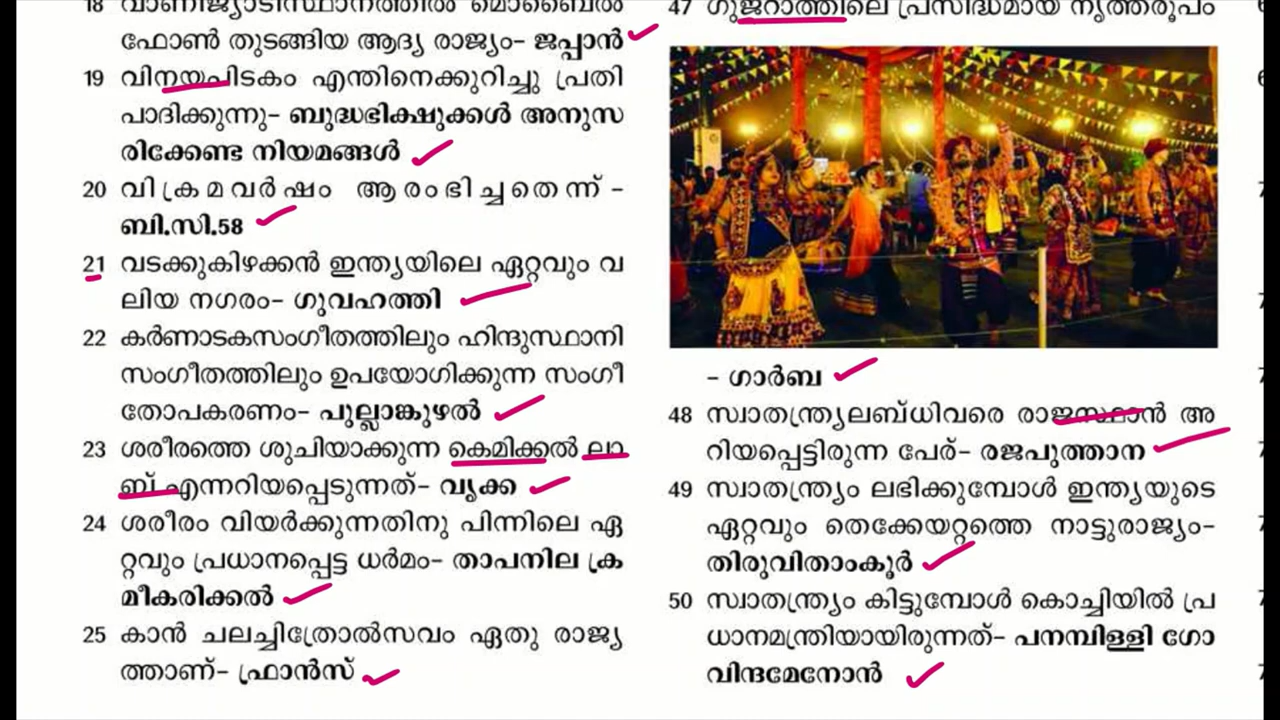 18 വാണിജ്യാടിസ്ഥാനത്തിൽ മൊബൈൽ
ഫോൺ തുടങ്ങിയ ആദ്യ രാജ്യം- ജപ്പാൻ
19 വിനയപിടകം എന്തിനെക്കുറിച്ചു പ്രതി
പാദിക്കുന്നു- ബുദ്ധഭിക്ഷുക്കൾ അനുസ
രിക്കേണ്ട നിയമങ്ങൾ
20 വിക്രമവർഷം ആരംഭിച്ചതെന്ന് -
ബി.സി.58
21 വടക്കുകിഴക്കൻ ഇന്ത്യയിലെ ഏറ്റവും വ
ലിയ നഗരം- ഗുവഹത്തി
22 കർണാടകസംഗീതത്തിലും ഹിന്ദുസ്ഥാനി
സംഗീതത്തിലും ഉപയോഗിക്കുന്ന സംഗീ
തോപകരണം- പുല്ലാങ്കുഴൽ
23 ശരീരത്തെ ശുചിയാക്കുന്ന കെമിക്കൽ ലാ
ബ് എന്നറിയപ്പെടുന്നത്- വൃക്ക
24 ശരീരം വിയർക്കുന്നതിനു പിന്നിലെ ഏ
റ്റവും പ്രധാനപ്പെട്ട ധർമം- താപനില ക്ര
മീകരിക്കൽ
25 കാൻ ചലച്ചിത്രോൽസവം ഏതു രാജ്യ
ത്താണ്- ഫ്രാൻസ്
47 ഗുജറാത്തിലെ പ്രസിദ്ധമായ നൃത്തരൂപം
- ഗാർബ
48 സ്വാതന്ത്ര്യലബ്ധിവരെ രാജസ്ഥാൻ അ
റിയപ്പെട്ടിരുന്ന പേര്- രജപുത്താന
49 സ്വാതന്ത്ര്യം ലഭിക്കുമ്പോൾ ഇന്ത്യയുടെ
ഏറ്റവും തെക്കേയറ്റത്തെ നാട്ടുരാജ്യം-
തിരുവിതാംകൂർ
50 സ്വാതന്ത്ര്യം കിട്ടുമ്പോൾ കൊച്ചിയിൽ പ്ര
ധാനമന്ത്രിയായിരുന്നത്- പനമ്പിള്ളി ഗോ
വിന്ദമേനോൻ